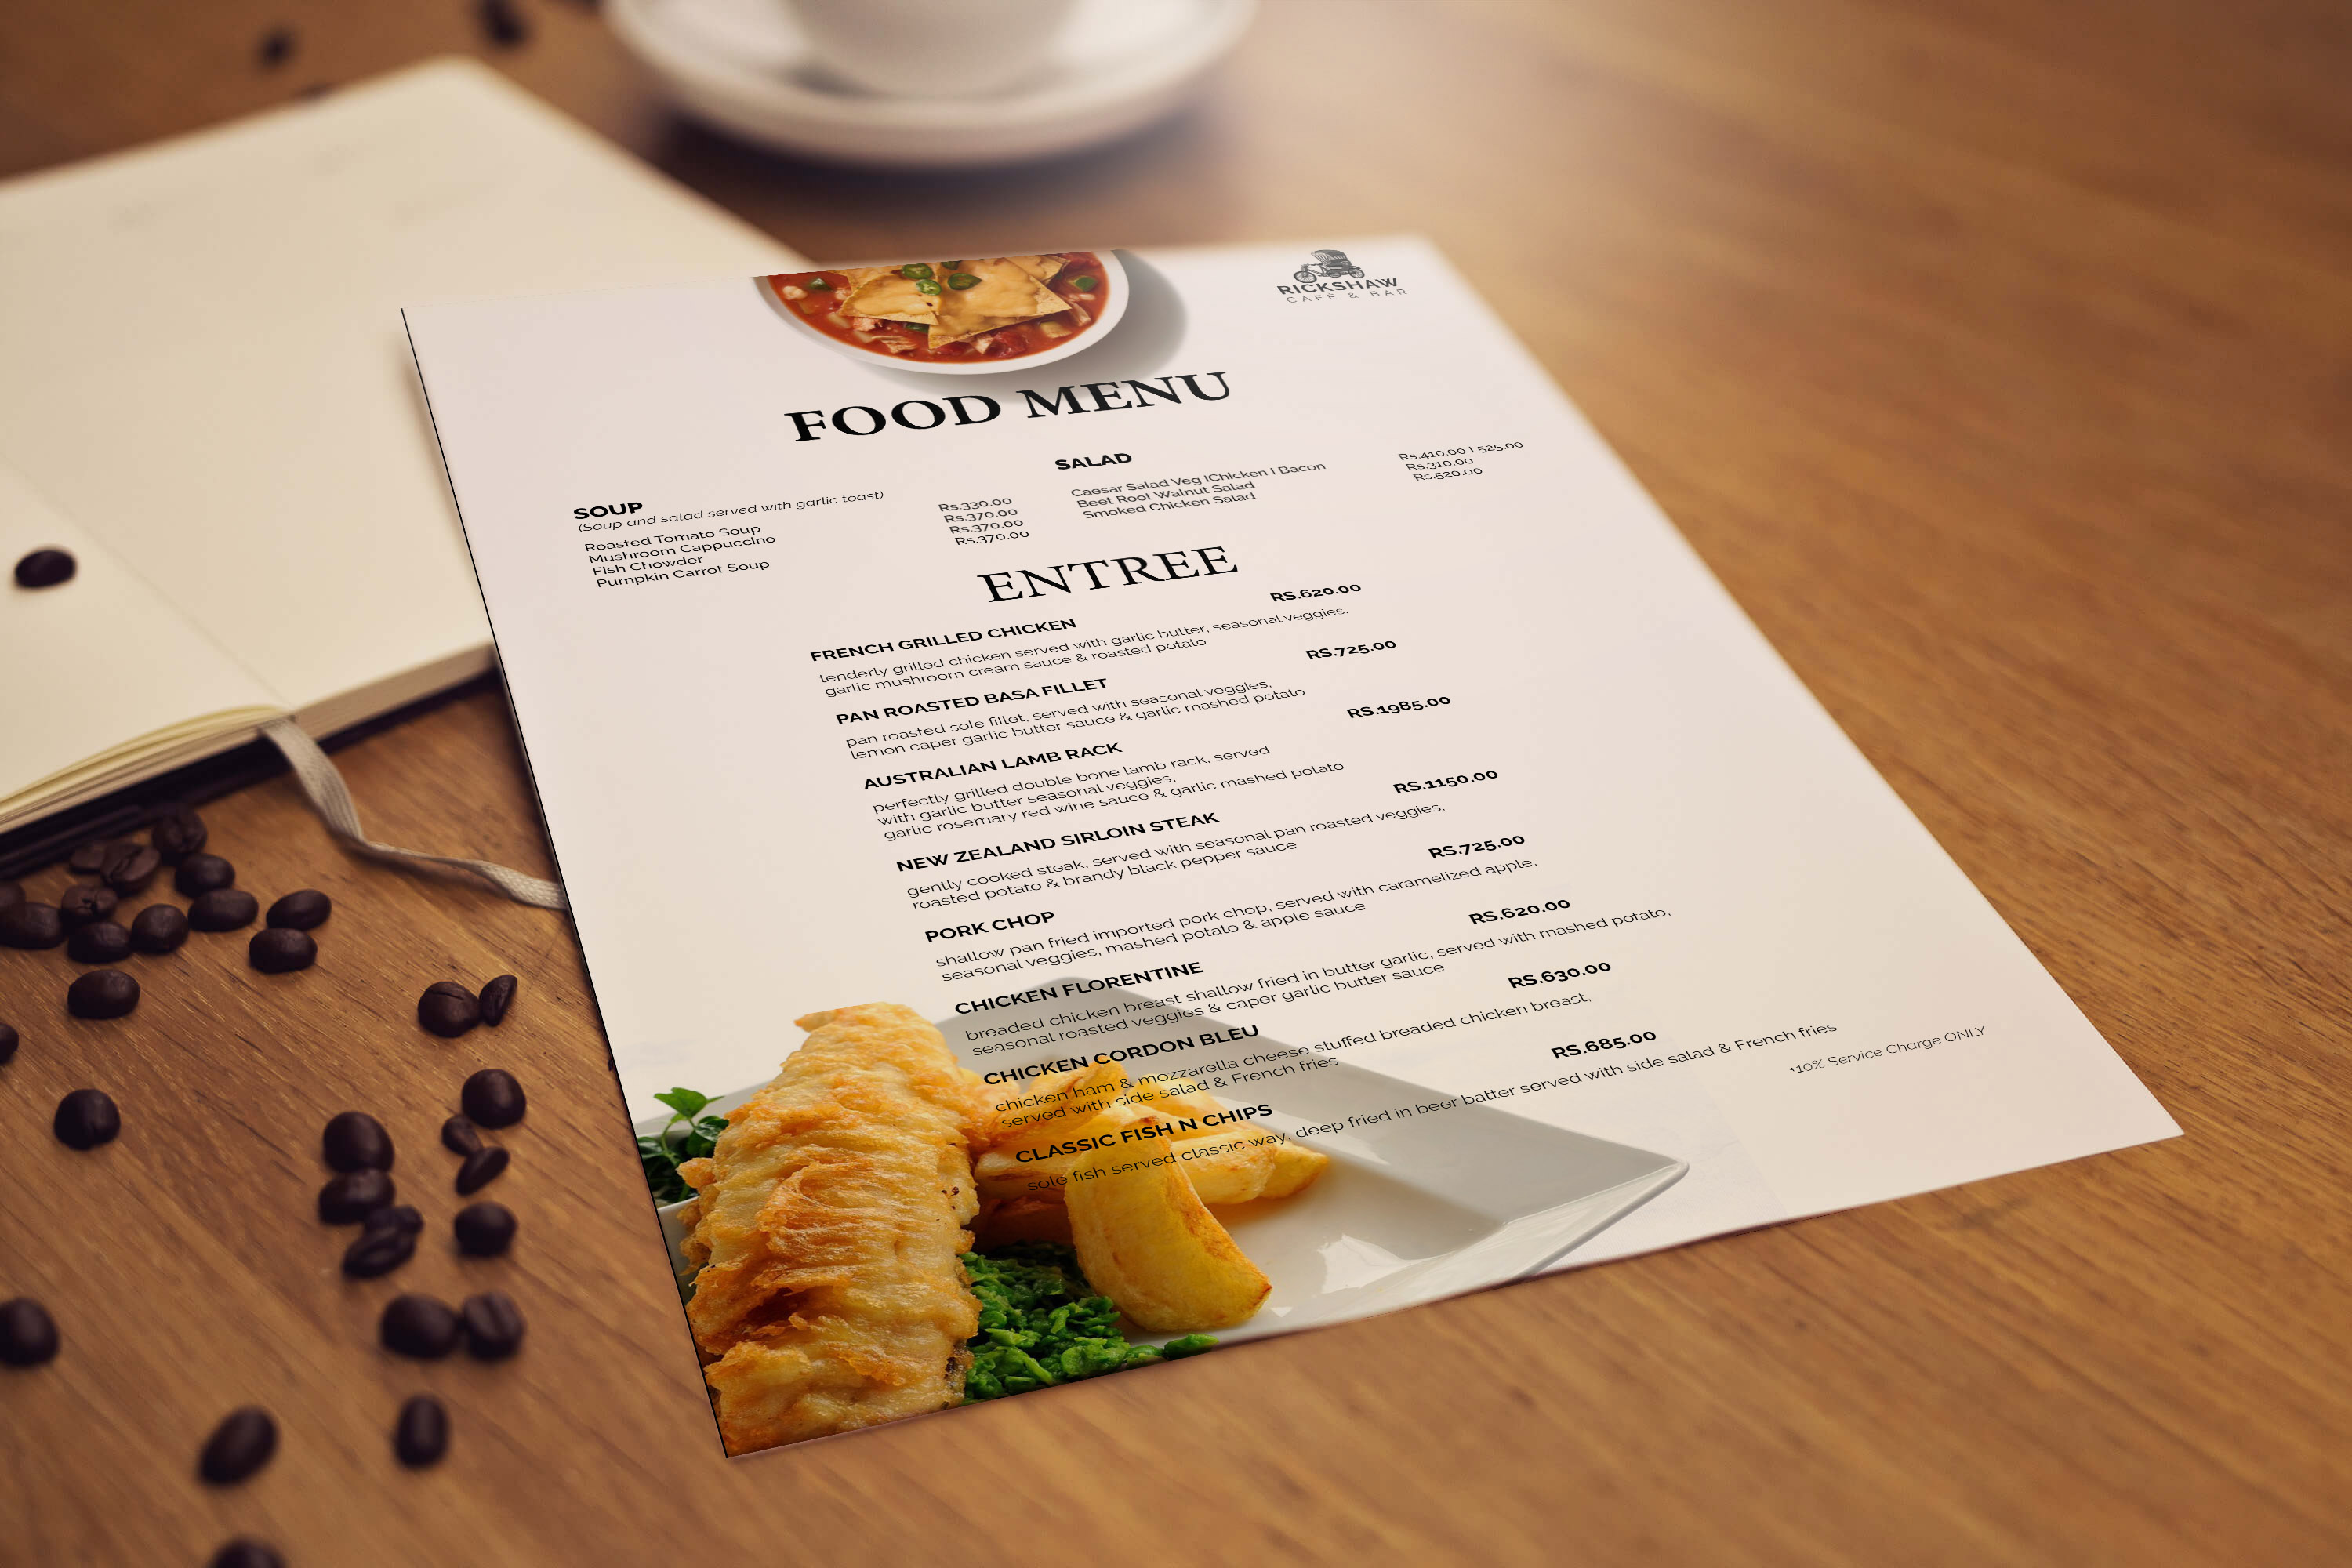 RICKSHAW
CAFÉ & BAR
FOOD MENU
SOUP
(Soup and salad served with garlic toast)
Roasted Tomato Soup Rs.330.00
Mushroom Cappuccino Rs.370.00
Fish Chowder Rs.370.00
Pumpkin Carrot Soup Rs.370.00
SALAD
Caesar Salad Veg IChicken I Bacon Rs.410.00 I 525.00
Beet Root Walnut Salad Rs.310.00
Smoked Chicken Salad Rs.520.00
ENTREE
FRENCH GRILLED CHICKEN RS.620.00
tenderly grilled chicken served with garlic butter, seasonal veggies,
garlic mushroom cream sauce & roasted potato
PAN ROASTED BASA FILLET RS.725.00
pan roasted sole fillet, served with seasonal veggies,
lemon caper garlic butter sauce & garlic mashed potato
AUSTRALIAN LAMB RACK RS.1985.00
perfectly grilled double bone lamb rack, served
with garlic butter seasonal veggies,
garlic rosemary red wine sauce & garlic mashed potato
NEW ZEALAND SIRLOIN STEAK RS.1150.00
gently cooked steak, served with seasonal pan roasted veggies,
roasted potato & brandy black pepper sauce
PORK CHOP RS.725.00
shallow pan fried imported pork chop, served with caramelized apple,
seasonal veggies, mashed potato & apple sauce
CHICKEN FLORENTINE RS.620.00
breaded chicken breast shallow fried in butter garlic, served with mashed potato,
seasonal roasted veggies & caper garlic butter sauce
CHICKEN CORDON BLEU RS.630.00
chicken ham & mozzarella cheese stuffed breaded chicken breast,
served with side salad & French fries
CLASSIC FISH N CHIPS RS.685.00
sole fish served classic way, deep fried in beer batter served with side salad & French fries
+10% Service Charge ONLY